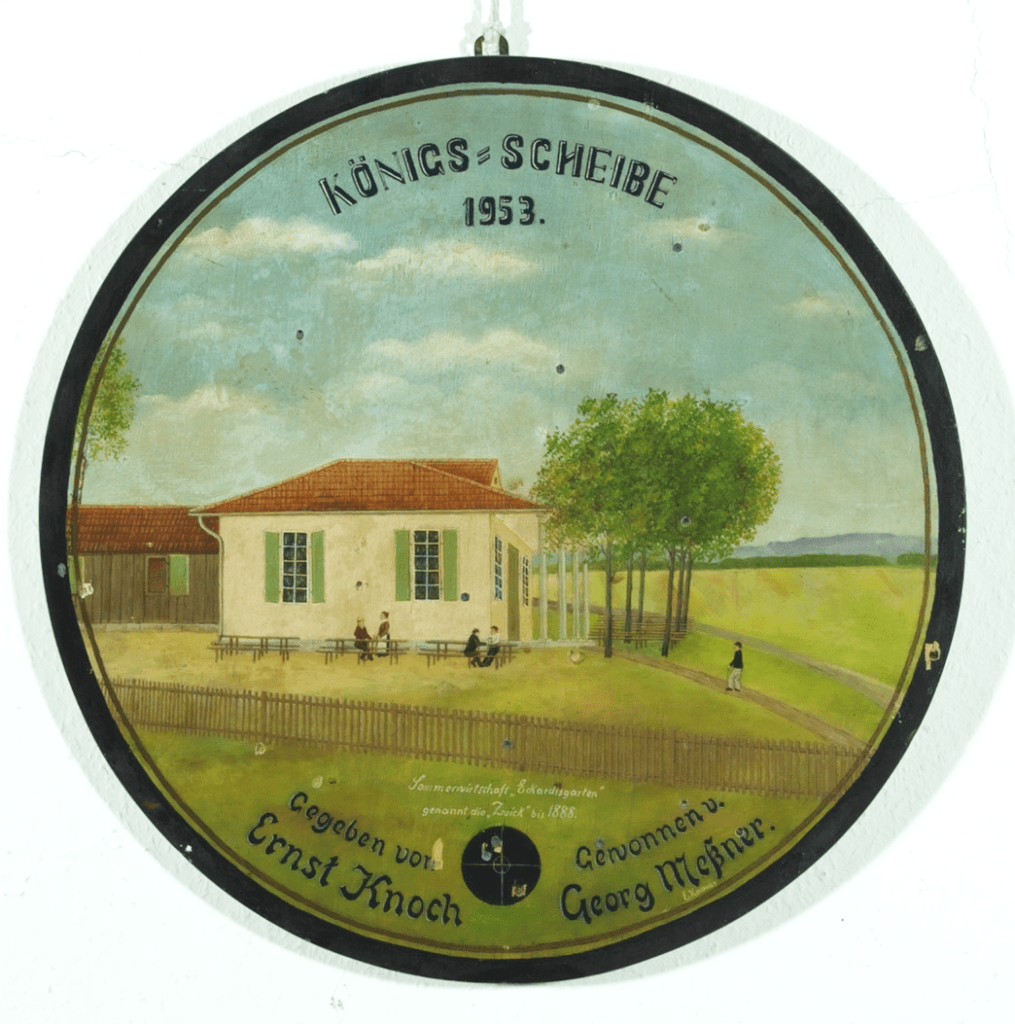 KÖNIGS=SCHEIBE
1953.
Sommerwirtschaft „Eckardtsgarten"
genannt die „Zwick" bis 1888.
Gegeben von
Ernst Knoch
Gewonnen v.
Georg Meßner.